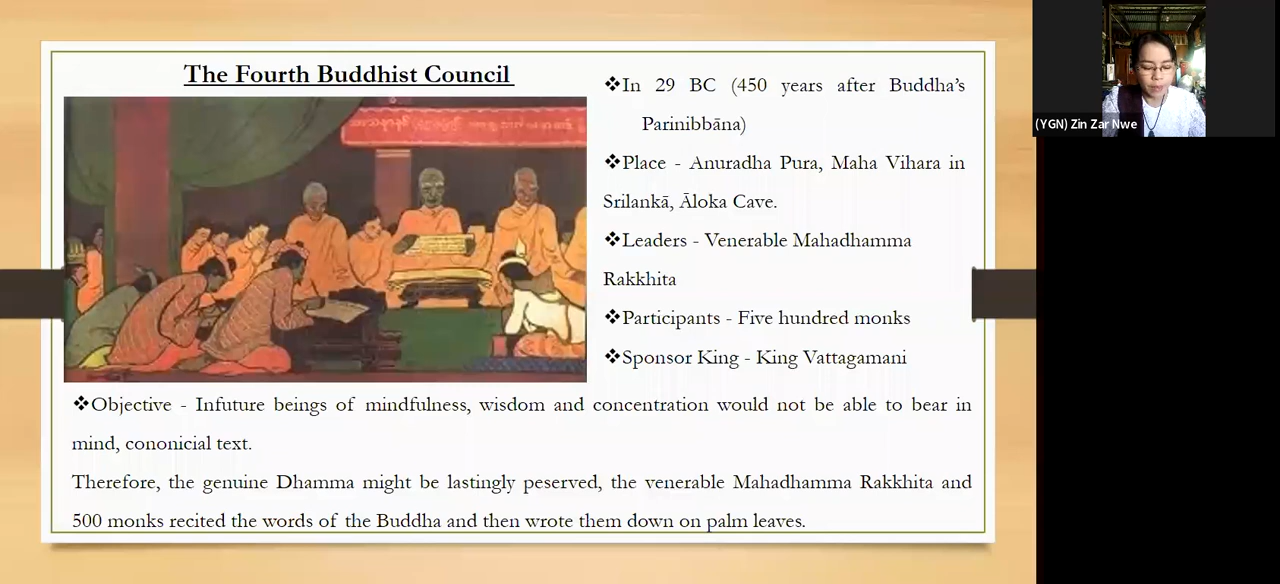 The Fourth Buddhist Council
❖In 29 BC (450 years after Buddha's
Parinibbāna)
❖Place - Anuradha Pura, Maha Vihara in
Srilankā, Āloka Cave.
❖Leaders - Venerable Mahadhamma
Rakkhita
❖Participants - Five hundred monks
❖Sponsor King - King Vattagamani
❖Objective - Infuture beings of mindfulness, wisdom and concentration would not be able to bear in
mind, cononicial text.
Therefore, the genuine Dhamma might be lastingly peserved, the venerable Mahadhamma Rakkhita and
500 monks recited the words of the Buddha and then wrote them down on palm leaves.
(YGN) Zin Zar Nwe